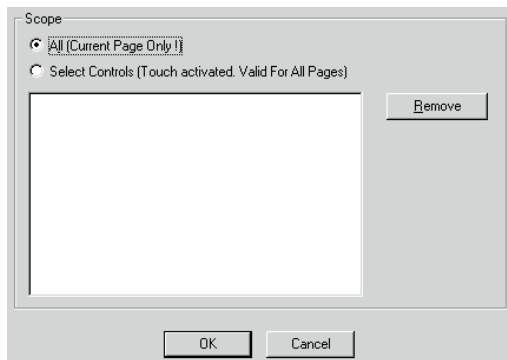 Scope
All (Current Page Only !)
Select Controls (Touch activated. Valid For All Pages)
Remove
OK Cancel